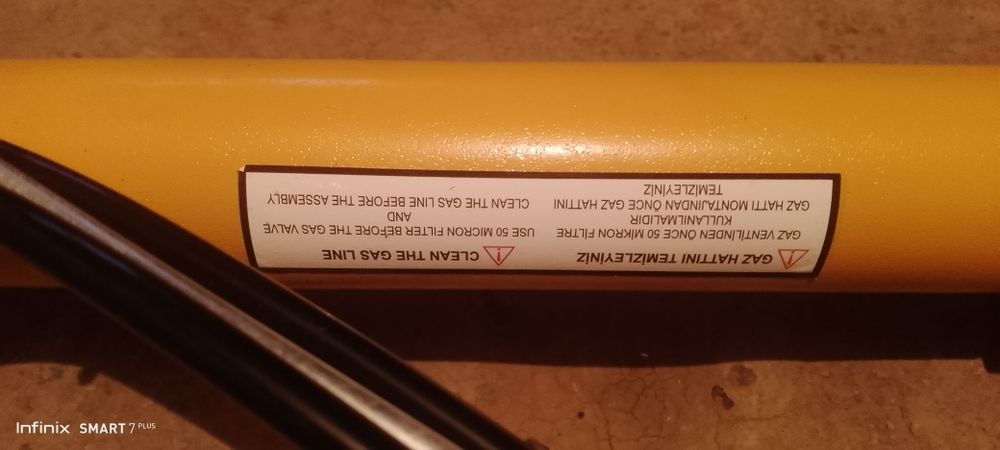 GAZ HATTINI TEMİZLEYİNİZ
GAZ VENTİLİNDEN ÖNCE 50 MİKRON FILTRE
KULLANILMALIDIR
GAZ HATTI MONTAJINDAN ÖNCE GAZ HATTINI
TEMİZLEYİNİZ
CLEAN THE GAS LINE
USE 50 MICRON FILTER BEFORE THE GAS VALVE
AND
CLEAN THE GAS LINE BEFORE THE ASSEMBLY
Infinix SMART 7 PLUS